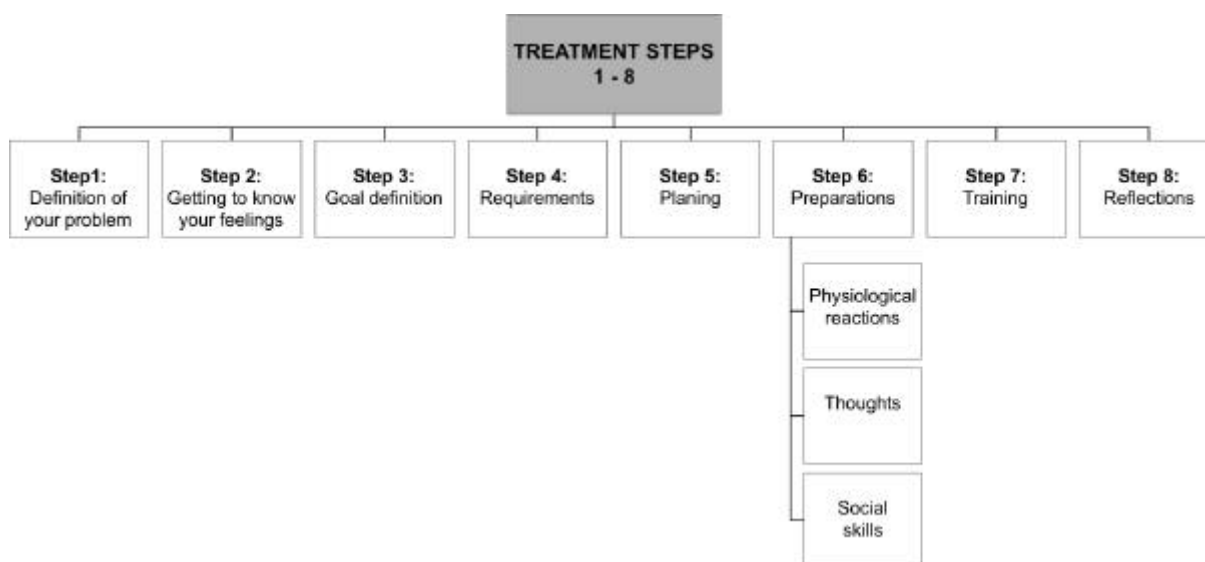 TREATMENT STEPS
1 - 8
Step1:
Definition of
your problem
Step 2:
Getting to know
your feelings
Step 3:
Goal definition
Step 4:
Requirements
Step 5:
Planing
Step 6:
Preparations
Step 7:
Training
Step 8:
Reflections
Physiological
reactions
Thoughts
Social
skills